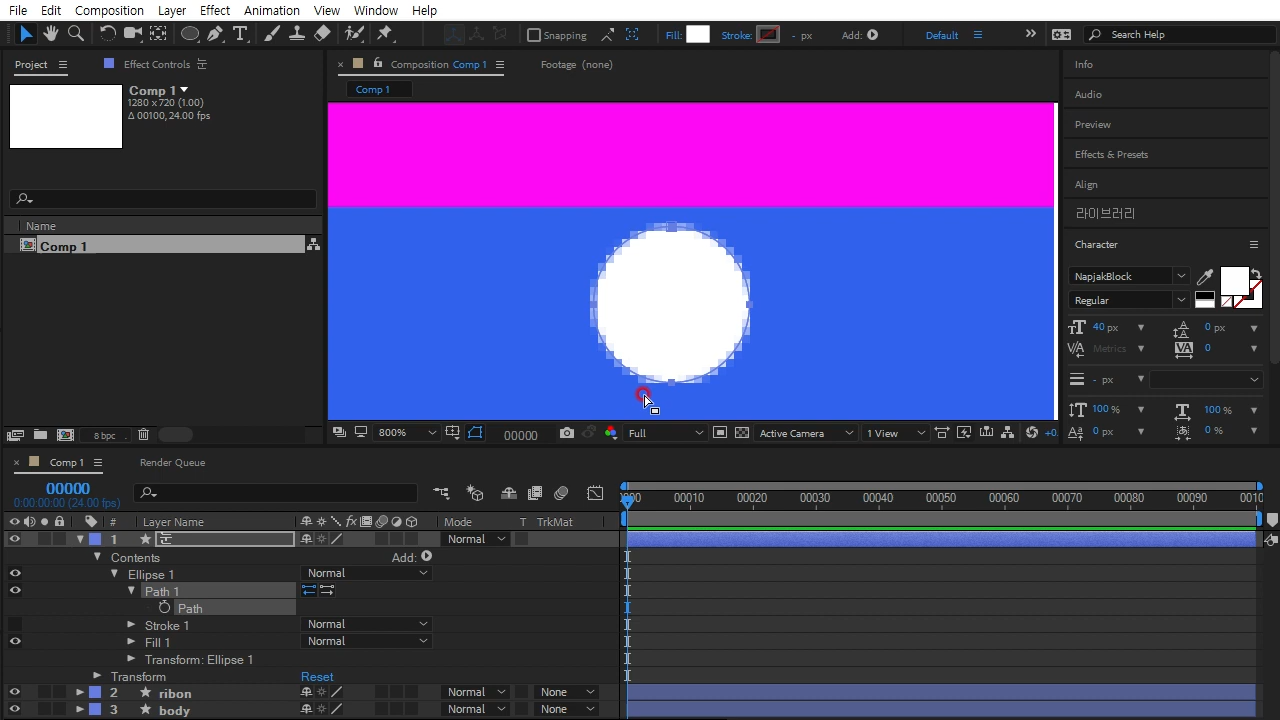 File Edit Composition Layer Effect Animation View Window Help
Snapping Fill: Stroke: - px Add: Default Search Help
Project Effect Controls 눈 Composition Comp 1 Footage (none) Info
Comp 1
1280 x 720 (1.00)
Δ 00100, 24.00 fps
Comp 1
Audio
Preview
Effects & Presets
Align
라이브러리
Name
Comp 1
Character
NapjakBlock
Regular
40 px 0 px
Metrics 0
- px
100 % 100 %
0 px 0 %
8 bpc
800% 00000 Full Active Camera 1 View +0.
Comp 1 Render Queue
00000
0:00:00:00 (24.00 fps)
00010 00020 00030 00040 00050 00060 00070 00080 00090
# Layer Name Mode T TrkMat
1 눈 Normal
Contents Add:
Ellipse 1 Normal
Path 1
Path
Stroke 1 Normal
Fill 1 Normal
Transform: Ellipse 1
Transform Reset
2 ribon Normal None
3 body Normal None